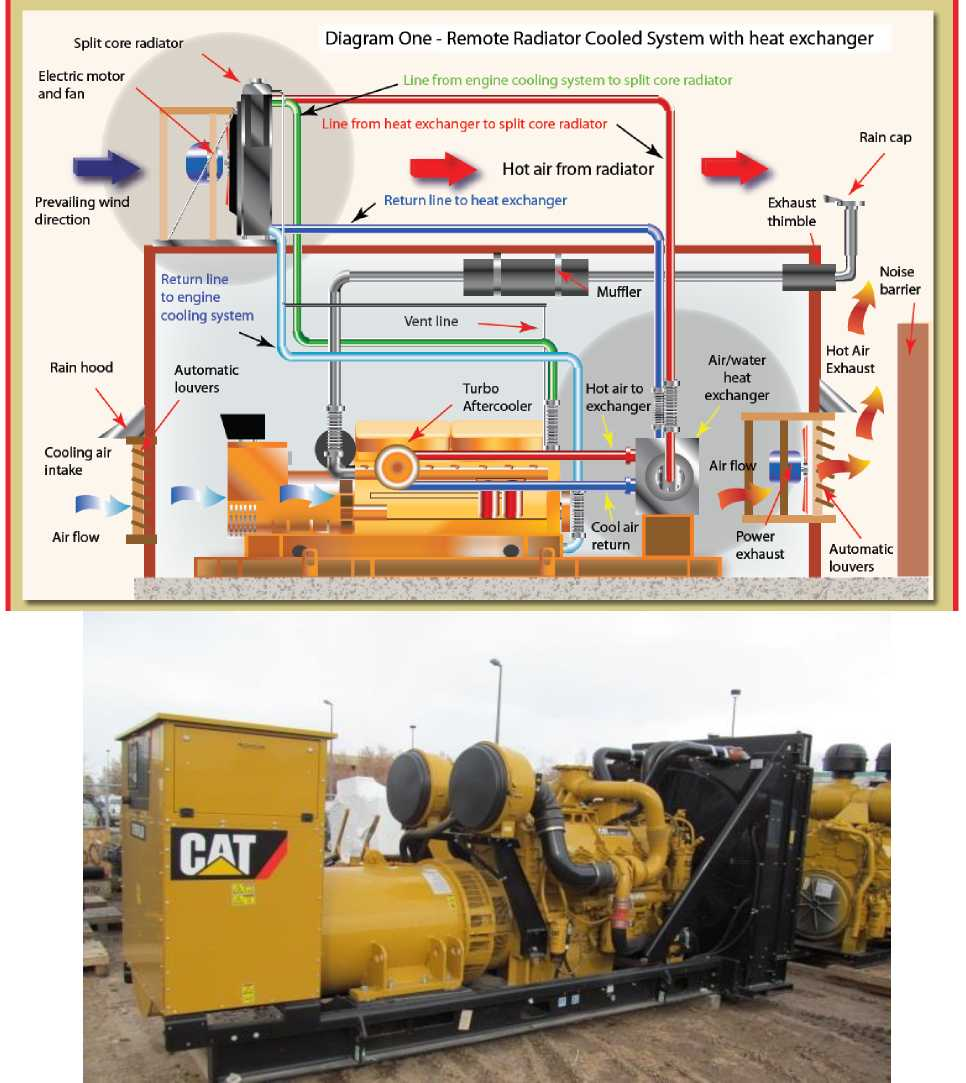 Diagram One - Remote Radiator Cooled System with heat exchanger
Split core radiator
Electric motor
and fan
Line from engine cooling system to split core radiator
Line from heat exchanger to split core radiator
Rain cap
Hot air from radiator
Prevailing wind
direction
Return line to heat exchanger
Exhaust
thimble
Return line
to engine
cooling system
Muffler
Noise
barrier
Vent line
Rain hood
Automatic
louvers
Turbo
Aftercooler
Hot air to
exchanger
Air/water
heat
exchanger
Hot Air
Exhaust
Cooling air
intake
Air flow
Air flow
Cool air
return
Power
exhaust
Automatic
louvers
CAT